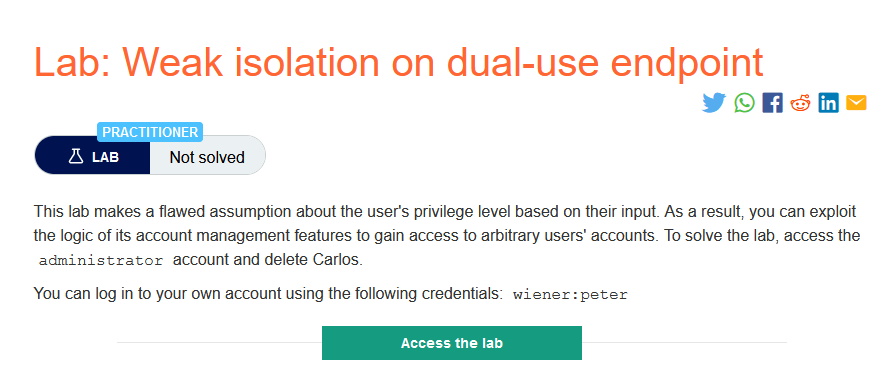 Lab: Weak isolation on dual-use endpoint
PRACTITIONER
LAB
Not solved
This lab makes a flawed assumption about the user's privilege level based on their input. As a result, you can exploit
the logic of its account management features to gain access to arbitrary users' accounts. To solve the lab, access the
administrator account and delete Carlos.
You can log in to your own account using the following credentials: wiener:peter
Access the lab